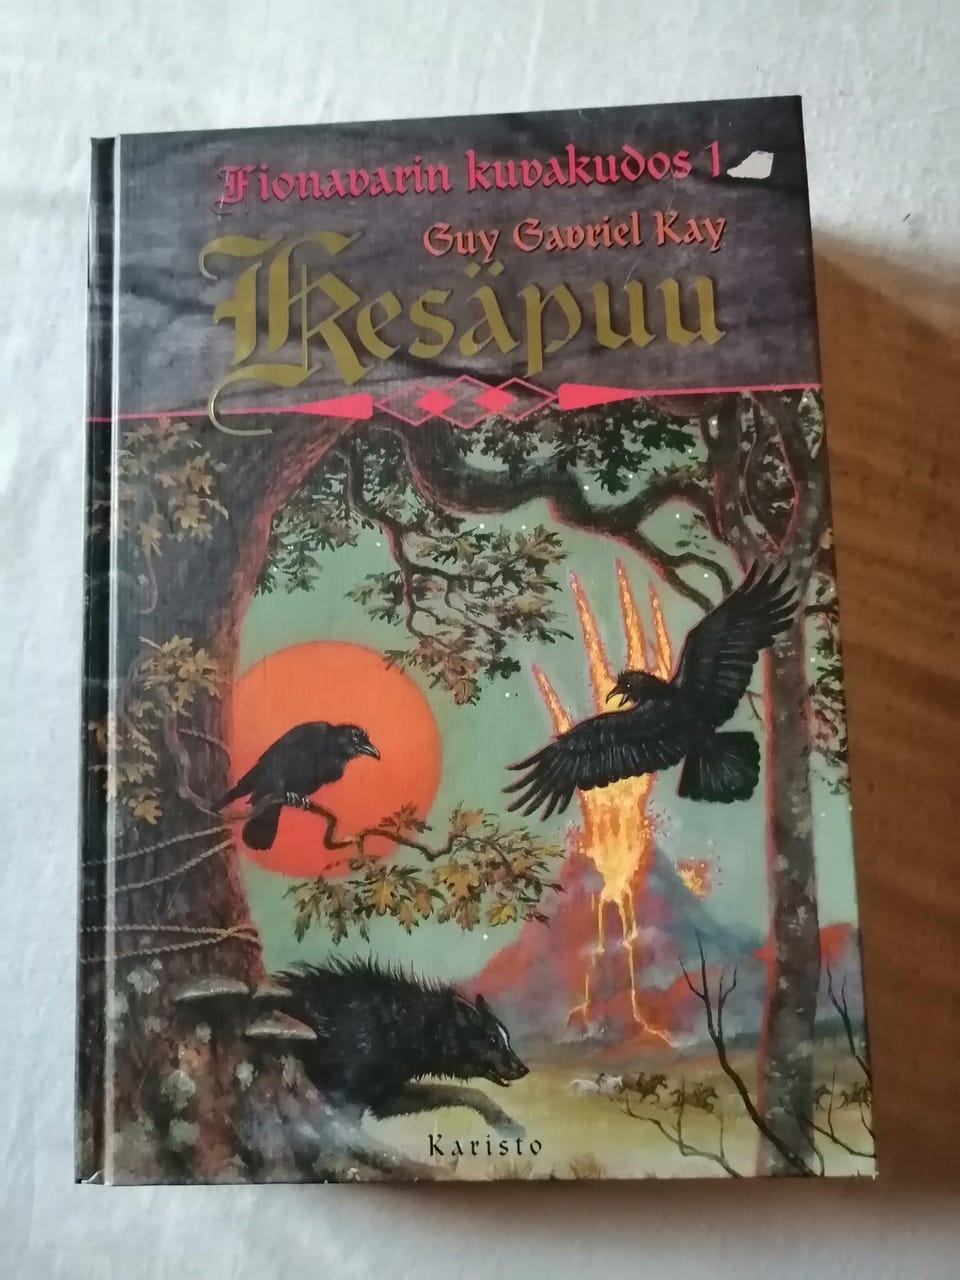 Fionavarin kuvakudos 1
Guy Gavriel Kay
Kesäpuu
Karisto